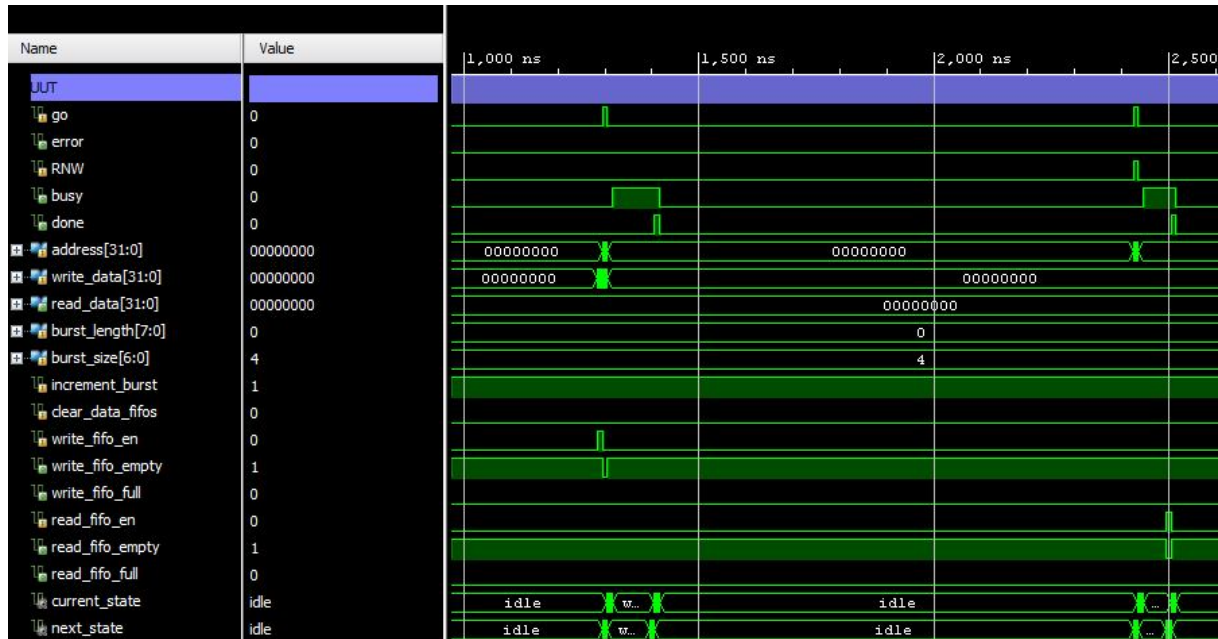 Name Value
1,000 ns 1,500 ns 2,000 ns 2,500
UUT
go 0
error 0
RNW 0
busy 0
done 0
address[31:0] 00000000 00000000 00000000
write_data[31:0] 00000000 00000000 00000000
read_data[31:0] 00000000 00000000
burst_length[7:0] 0 0
burst_size[6:0] 4 4
increment_burst 1
clear_data_fifos 0
write_fifo_en 0
write_fifo_empty 1
write_fifo_full 0
read_fifo_en 0
read_fifo_empty 1
read_fifo_full 0
current_state idle idle w... idle ...
next_state idle idle w... idle ...